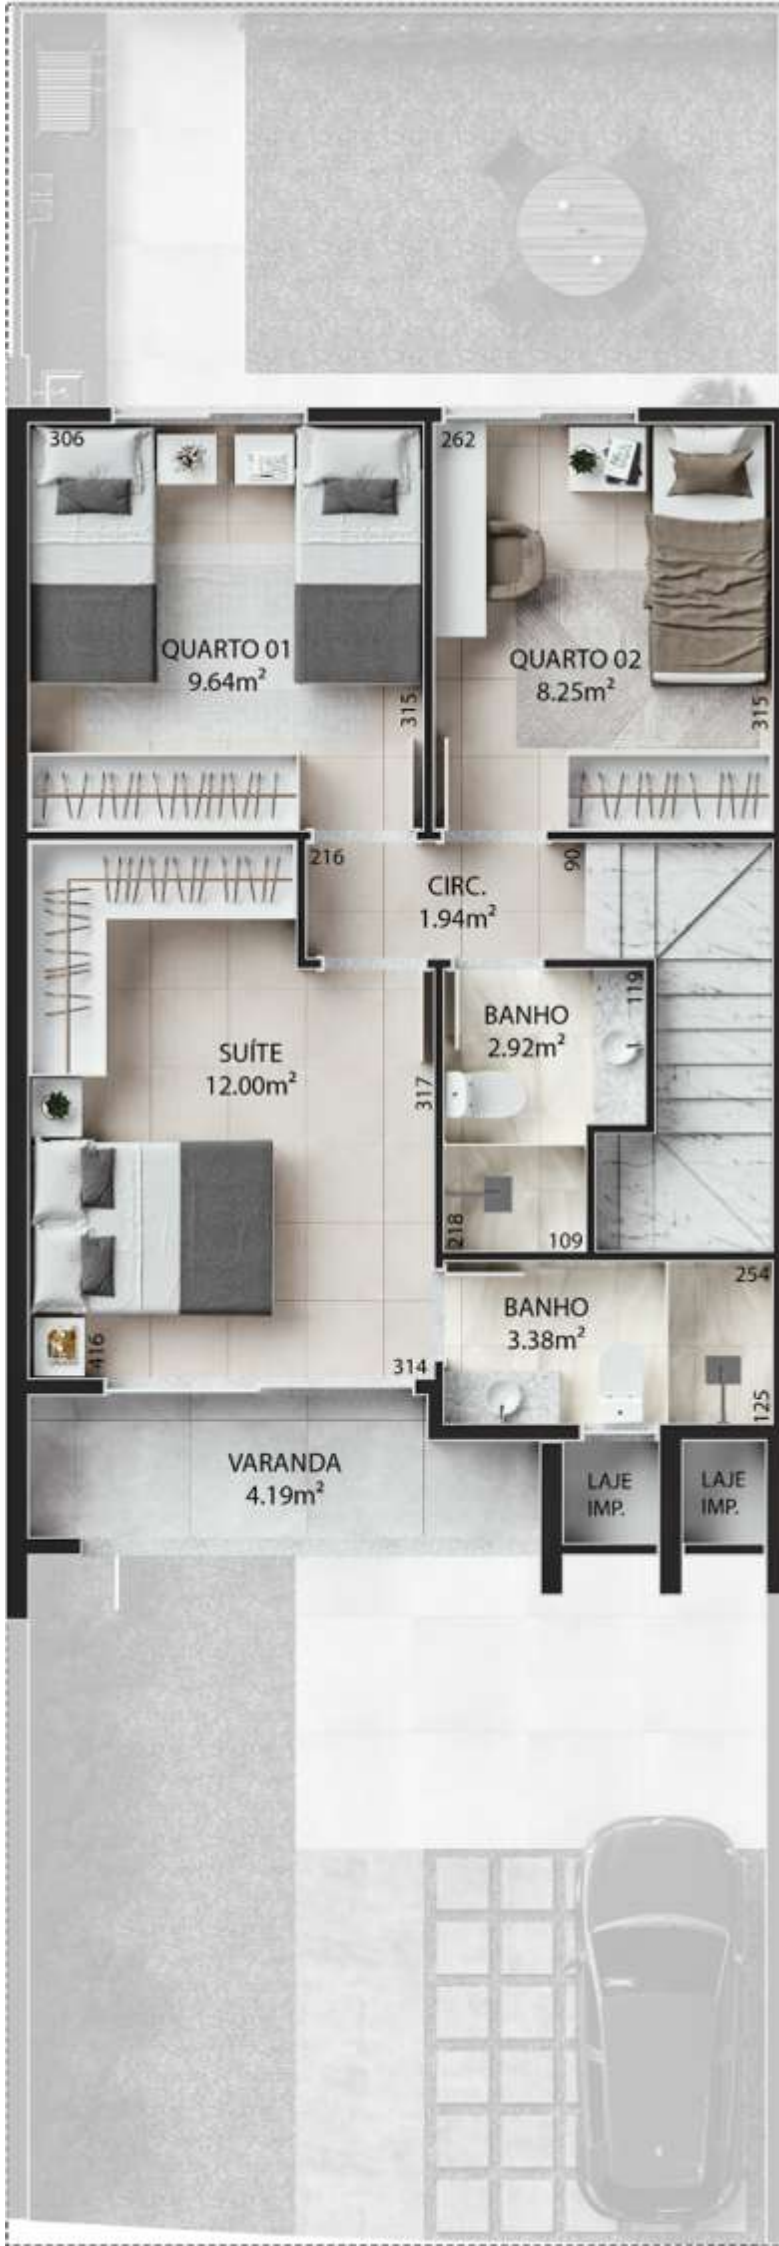 306
262
QUARTO 01
9.64m²
315
QUARTO 02
8.25m²
315
216
CIRC.
1.94m²
90
119
BANHO
2.92m²
SUÍTE
12.00m²
317
218
109
254
BANHO
3.38m²
416
314
125
VARANDA
4.19m²
LAJE
IMP.
LAJE
IMP.